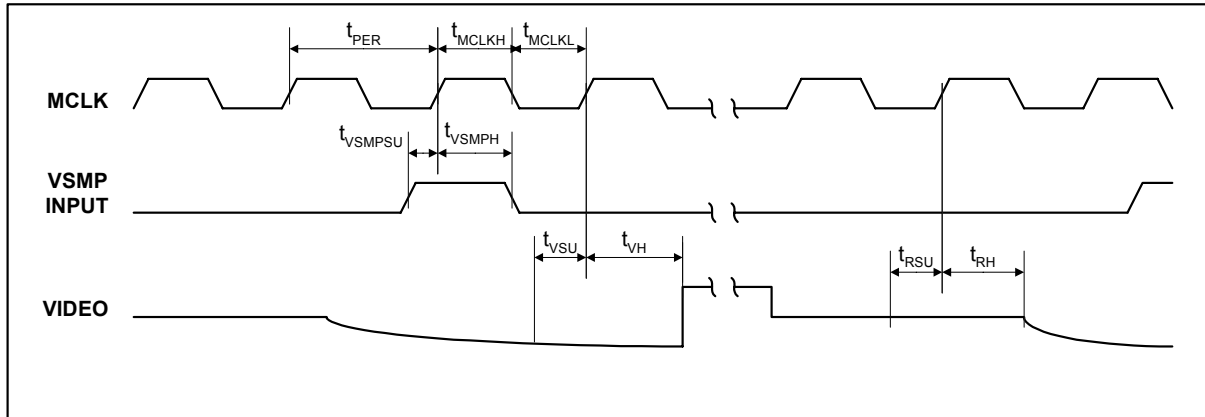 tPER
tMCLKH
tMCLKL
MCLK
tVSMPSU
tVSMPH
VSMP
INPUT
tVSU
tVH
tRSU
tRH
VIDEO